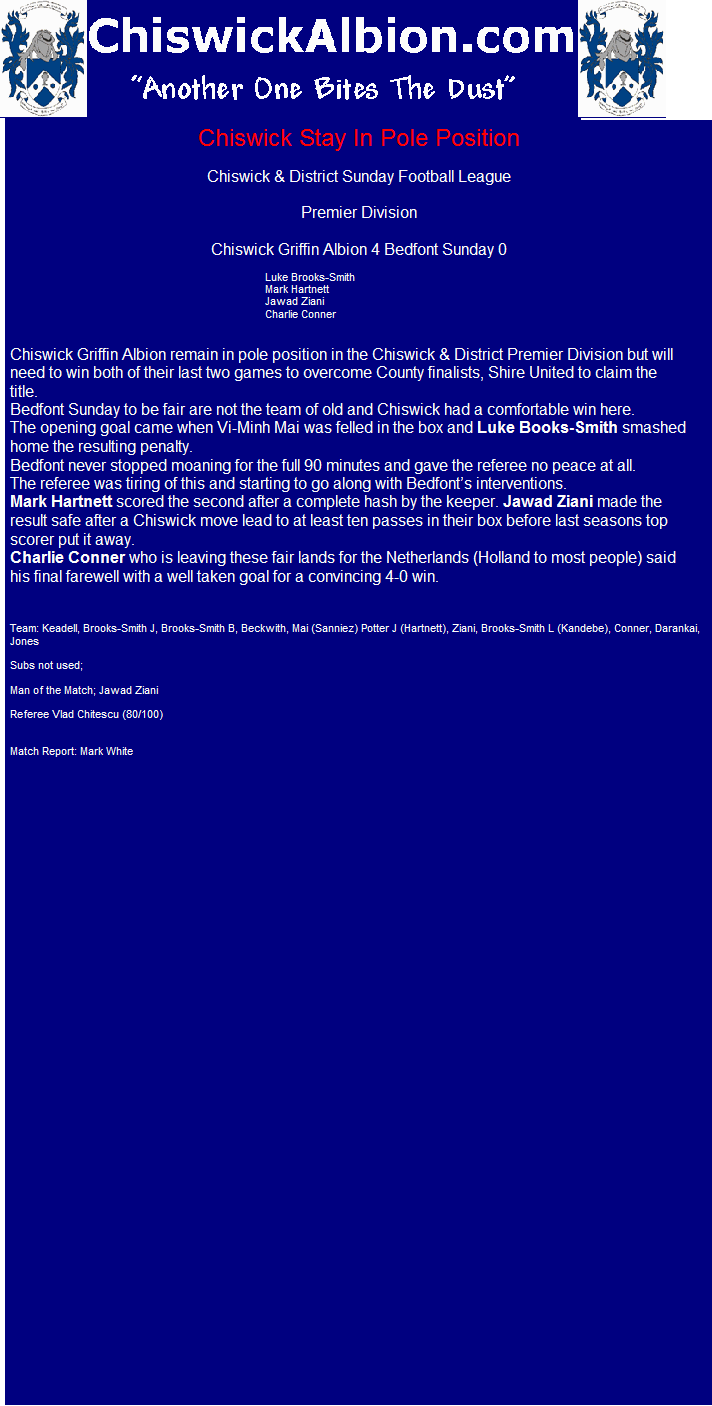 ChiswickAlbion.com
“Another One Bites The Dust”
Chiswick Stay In Pole Position
Chiswick & District Sunday Football League
Premier Division
Chiswick Griffin Albion 4 Bedfont Sunday 0
Luke Brooks-Smith
Mark Hartnett
Jawad Ziani
Charlie Conner
Chiswick Griffin Albion remain in pole position in the Chiswick & District Premier Division but will
need to win both of their last two games to overcome County finalists, Shire United to claim the
title.
Bedfont Sunday to be fair are not the team of old and Chiswick had a comfortable win here.
The opening goal came when Vi-Minh Mai was felled in the box and Luke Books-Smith smashed
home the resulting penalty.
Bedfont never stopped moaning for the full 90 minutes and gave the referee no peace at all.
The referee was tiring of this and starting to go along with Bedfont’s interventions.
Mark Hartnett scored the second after a complete hash by the keeper. Jawad Ziani made the
result safe after a Chiswick move lead to at least ten passes in their box before last seasons top
scorer put it away.
Charlie Conner who is leaving these fair lands for the Netherlands (Holland to most people) said
his final farewell with a well taken goal for a convincing 4-0 win.
Team: Keadell, Brooks-Smith J, Brooks-Smith B, Beckwith, Mai (Sanniez) Potter J (Hartnett), Ziani, Brooks-Smith L (Kandebe), Conner, Darankai,
Jones
Subs not used;
Man of the Match; Jawad Ziani
Referee Vlad Chitescu (80/100)
Match Report: Mark White